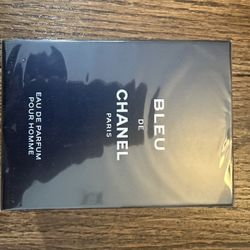 BLEU
DE
CHANEL
PARIS
EAU DE PARFUM
POUR HOMME